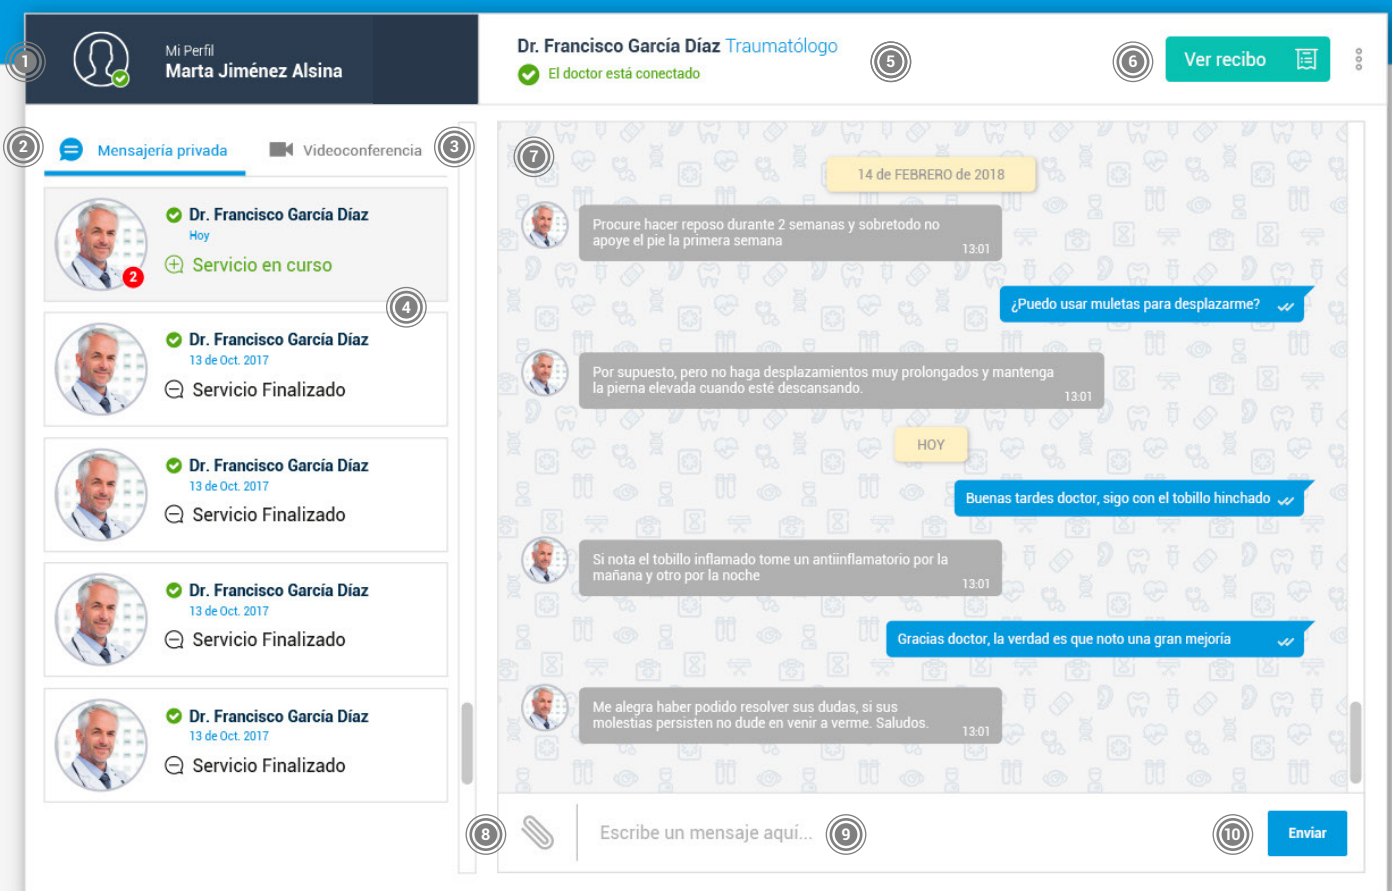 1
Mi Perfil
Marta Jiménez Alsina
Dr. Francisco García Díaz Traumatólogo
El doctor está conectado
5
6
Ver recibo
2
Mensajería privada
Videoconferencia
3
Dr. Francisco García Díaz
Hoy
Servicio en curso
2
4
Dr. Francisco García Díaz
13 de Oct. 2017
Servicio Finalizado
Dr. Francisco García Díaz
13 de Oct. 2017
Servicio Finalizado
Dr. Francisco García Díaz
13 de Oct. 2017
Servicio Finalizado
Dr. Francisco García Díaz
13 de Oct. 2017
Servicio Finalizado
7
14 de FEBRERO de 2018
Procure hacer reposo durante 2 semanas y sobretodo no
apoye el pie la primera semana
13:01
¿Puedo usar muletas para desplazarme?
Por supuesto, pero no haga desplazamientos muy prolongados y mantenga
la pierna elevada cuando esté descansando.
13:01
HOY
Buenas tardes doctor, sigo con el tobillo hinchado
Si nota el tobillo inflamado tome un antiinflamatorio por la
mañana y otro por la noche
13:01
Gracias doctor, la verdad es que noto una gran mejoría
Me alegra haber podido resolver sus dudas, si sus
molestias persisten no dude en venir a verme. Saludos.
13:01
8
Escribe un mensaje aquí...
9
10
Enviar